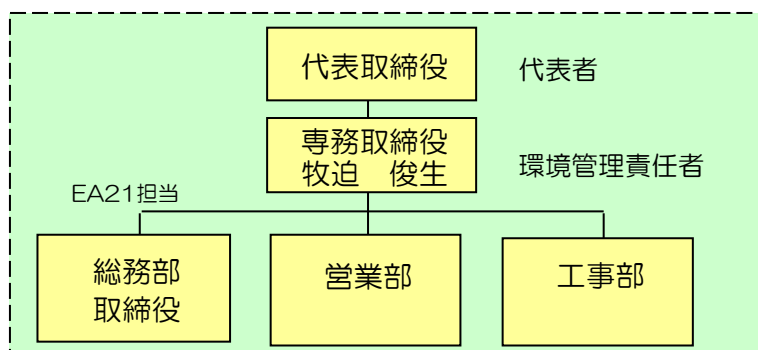 代表取締役
代表者
専務取締役
牧迫　俊生
環境管理責任者
EA21担当
総務部
取締役
営業部
工事部